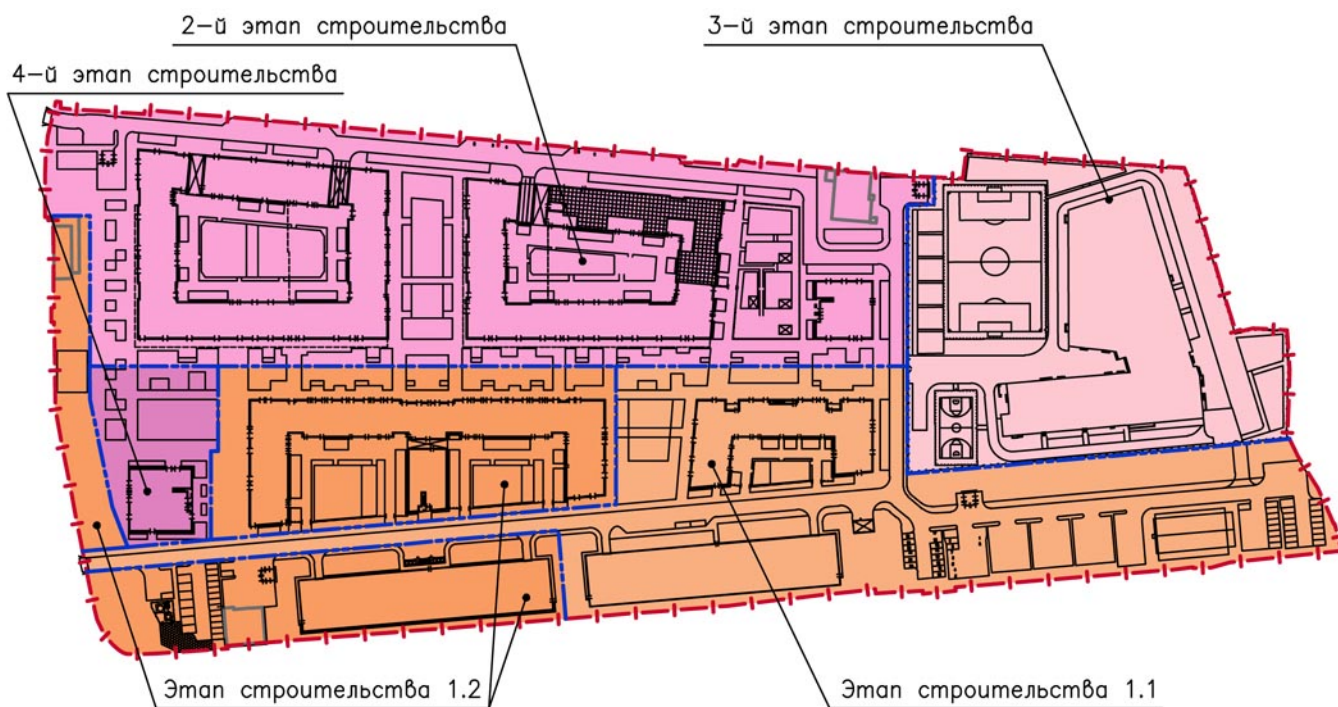 2-й этап строительства
3-й этап строительства
4-й этап строительства
Этап строительства 1.2
Этап строительства 1.1